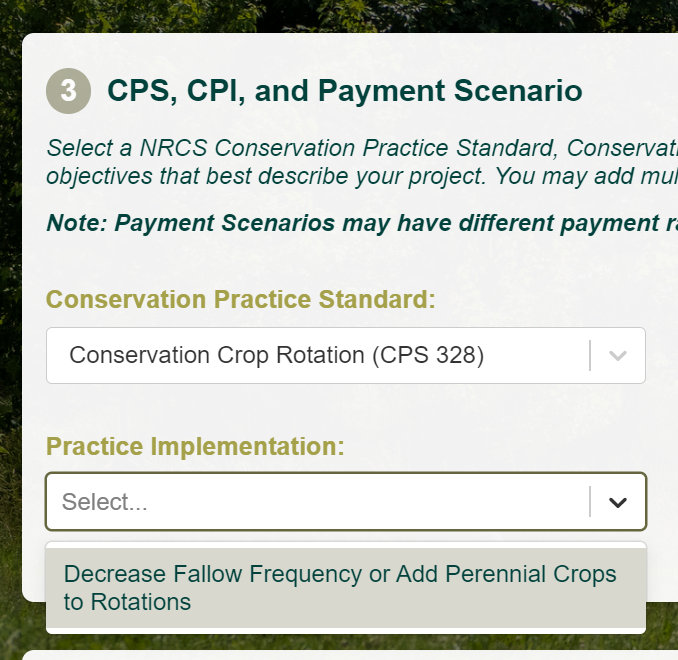 3 CPS, CPI, and Payment Scenario
Select a NRCS Conservation Practice Standard, Conservati
objectives that best describe your project. You may add mul
Note: Payment Scenarios may have different payment ra
Conservation Practice Standard:
Conservation Crop Rotation (CPS 328)
Practice Implementation:
Select...
Decrease Fallow Frequency or Add Perennial Crops
to Rotations